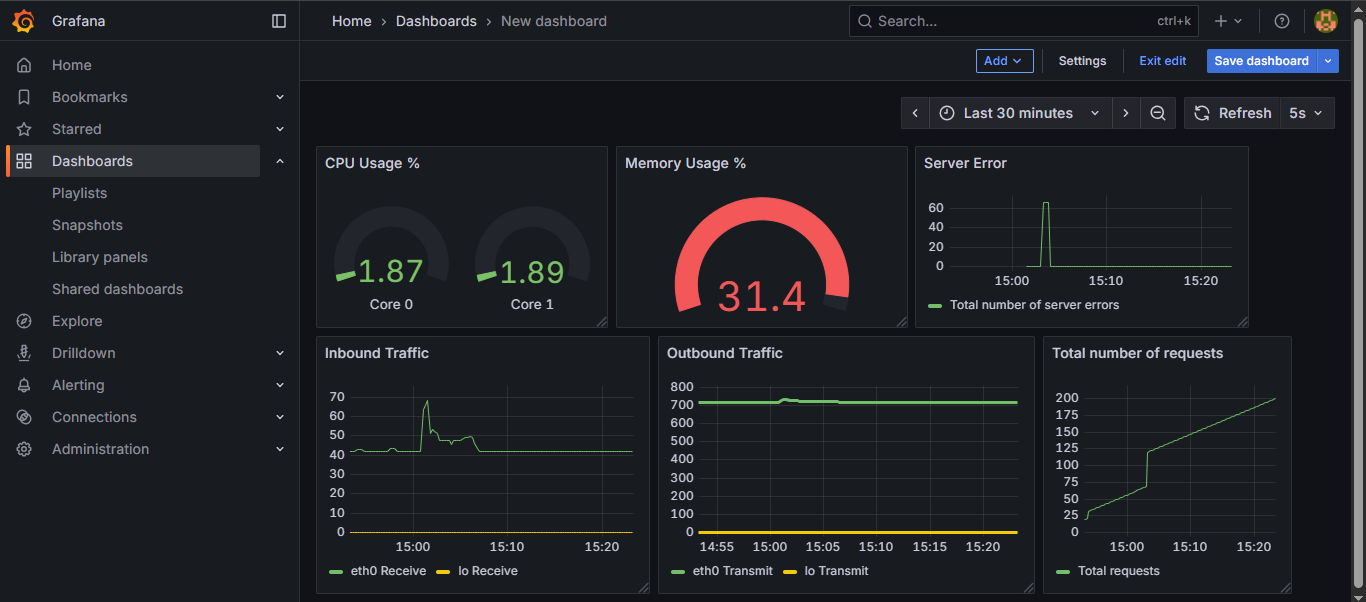 Grafana
Home
Bookmarks
Starred
Dashboards
Playlists
Snapshots
Library panels
Shared dashboards
Explore
Drilldown
Alerting
Connections
Administration
Home › Dashboards › New dashboard
Search... ctrl+k
Add Settings Exit edit Save dashboard
Last 30 minutes Refresh 5s
CPU Usage %
1.87 1.89
Core 0 Core 1
Memory Usage %
31.4
Server Error
60
40
20
0
15:00 15:10 15:20
Total number of server errors
Inbound Traffic
70
60
50
40
30
20
10
0
15:00 15:10 15:20
eth0 Receive lo Receive
Outbound Traffic
800
700
600
500
400
300
200
100
0
14:55 15:00 15:05 15:10 15:15 15:20
eth0 Transmit lo Transmit
Total number of requests
200
175
150
125
100
75
50
25
0
15:00 15:10 15:20
Total requests